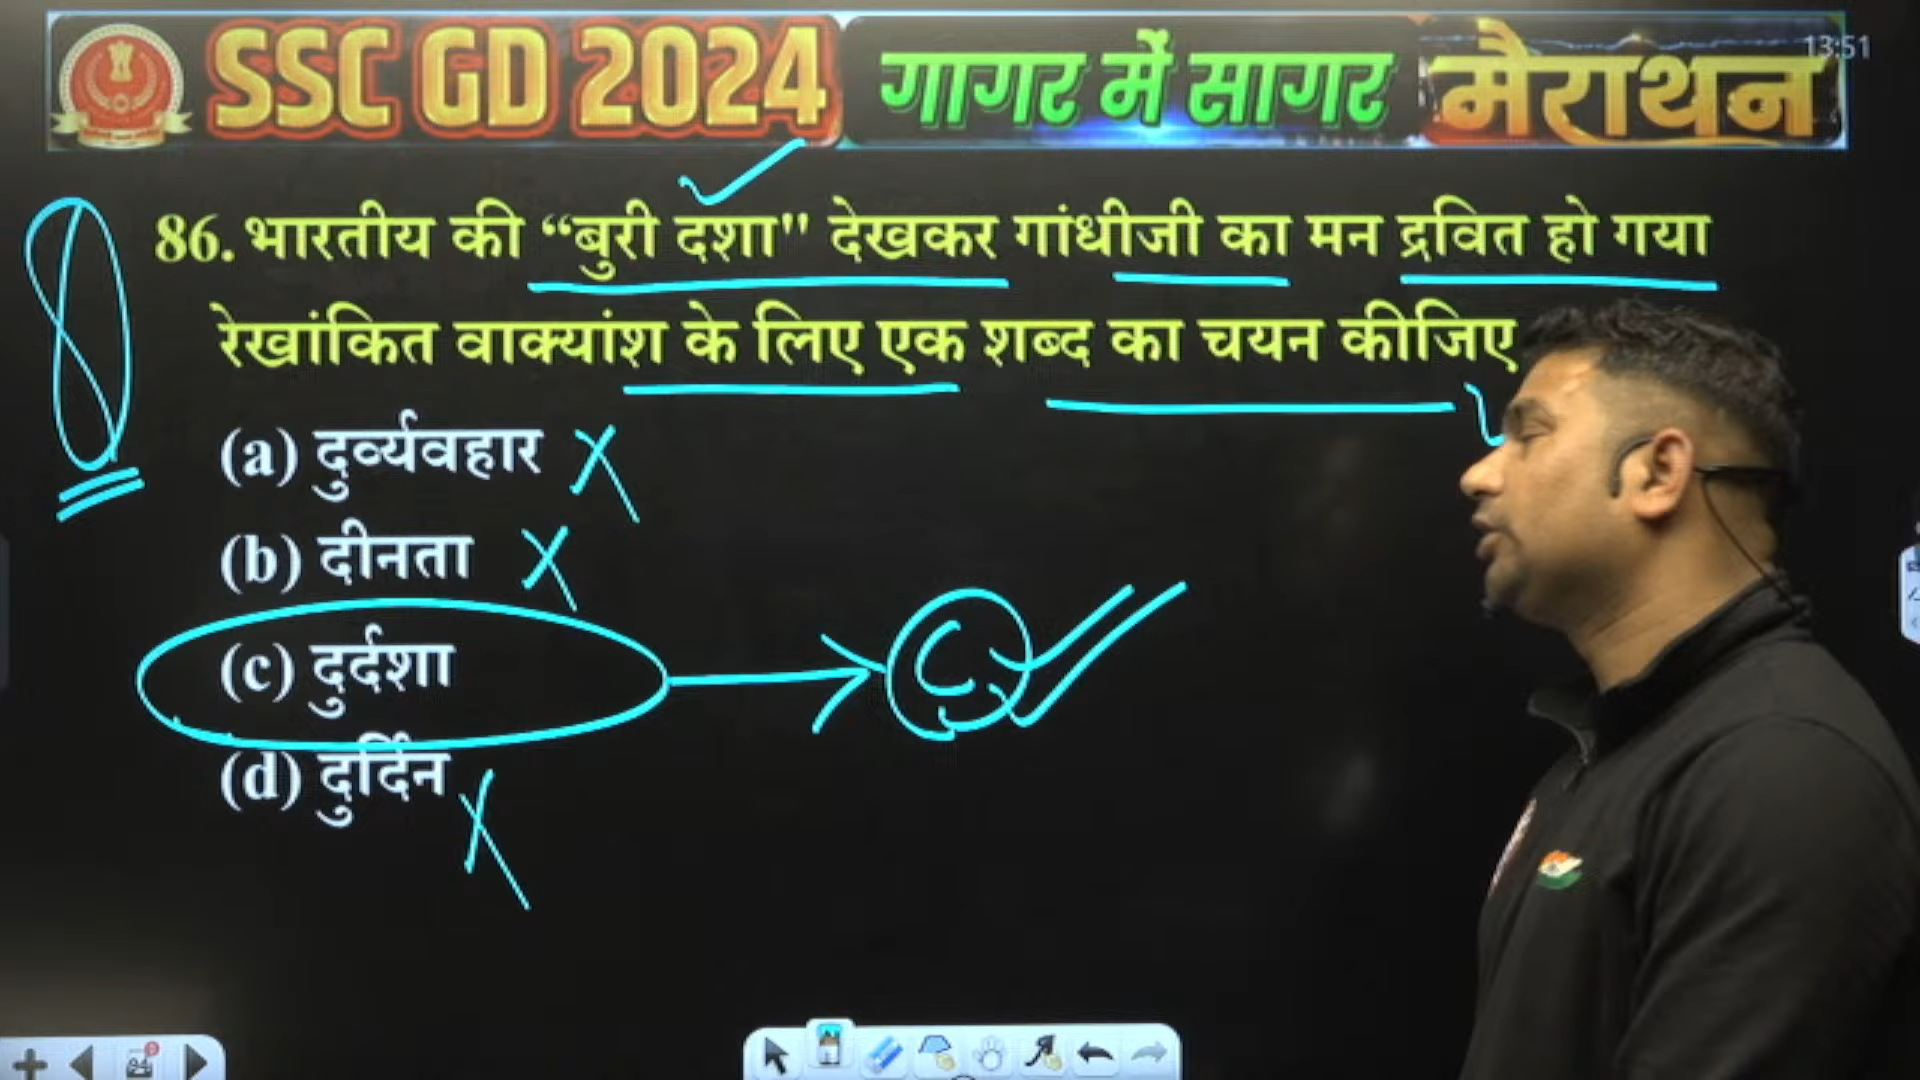 SSC GD 2024 गागर में सागर मैराथन
13:51
86. भारतीय की “बुरी दशा" देखकर गांधीजी का मन द्रवित हो गया
रेखांकित वाक्यांश के लिए एक शब्द का चयन कीजिए
(a) दुर्व्यवहार
(b) दीनता
(c) दुर्दशा
C
(d) दुर्दिन